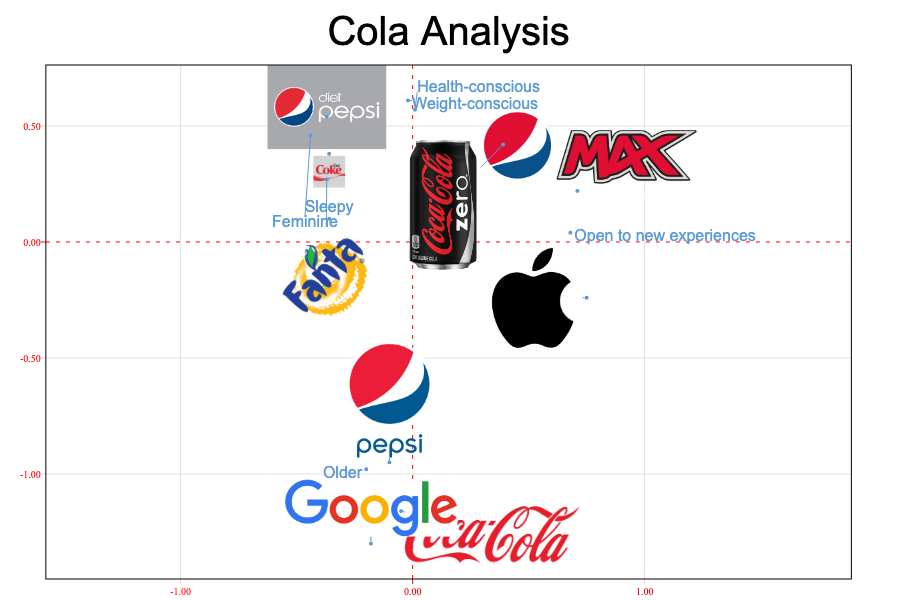 Cola Analysis
Health-conscious
Weight-conscious
diet
pepsi
MAX
0.50
Coke
Coca-Cola
zero
Sleepy
Feminine
Open to new experiences
0.00
Fanta
-0.50
pepsi
Older
-1.00
Google
Coca-Cola
-1.00
0.00
1.00